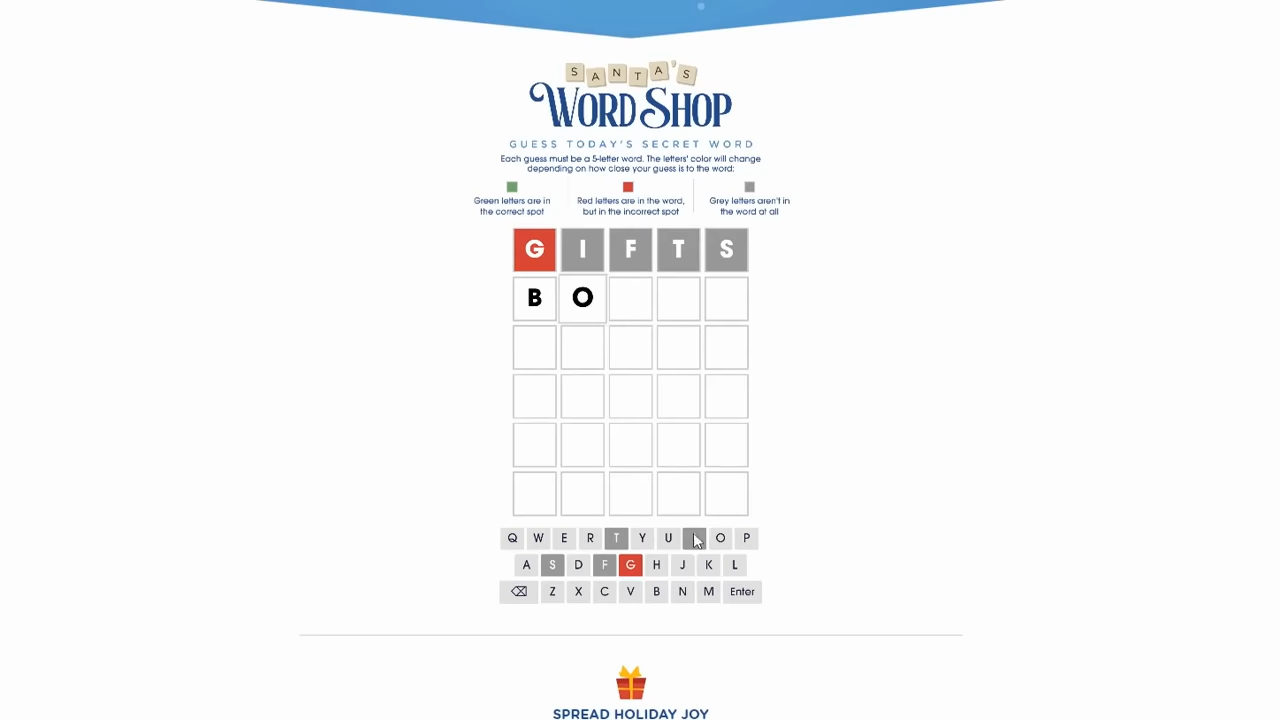 SANTA'S
WORD SHOP
GUESS TODAY'S SECRET WORD
Each guess must be a 5-letter word. The letters' color will change
depending on how close your guess is to the word:
Green letters are in
the correct spot
Red letters are in the word,
but in the incorrect spot
Grey letters aren't in
the word at all
G I F T S
B O
Q W E R T Y U O P
A S D F G H J K L
Z X C V B N M Enter
SPREAD HOLIDAY JOY